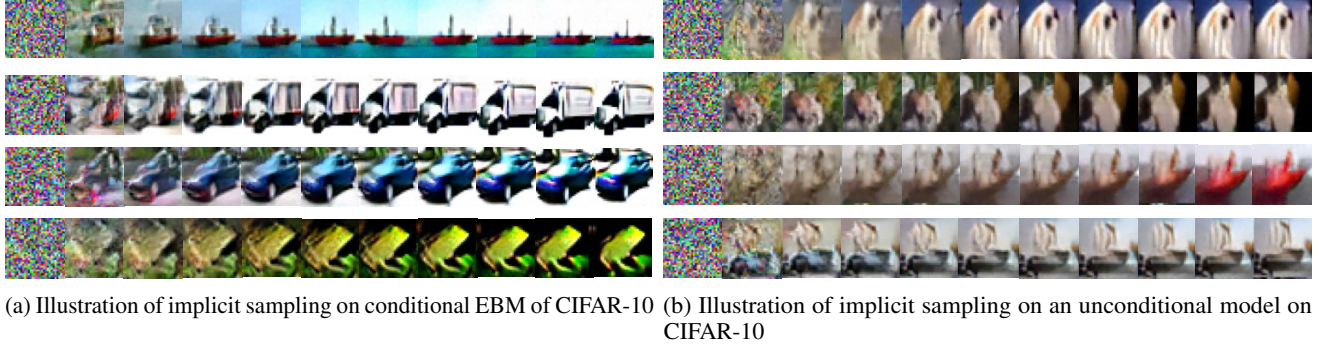 (a) Illustration of implicit sampling on conditional EBM of CIFAR-10
(b) Illustration of implicit sampling on an unconditional model on
CIFAR-10